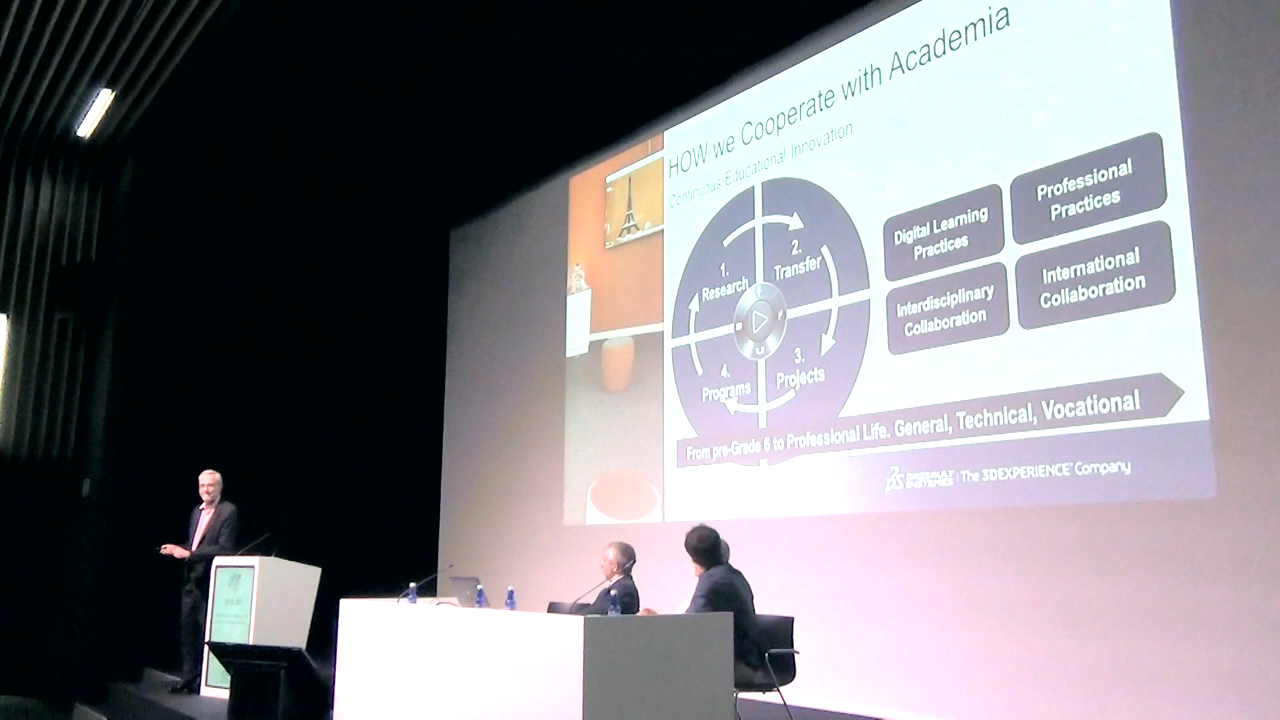 HOW we Cooperate with Academia
Continuous Educational Innovation
1.
Research
2.
Transfer
3.
Projects
4.
Programs
Digital Learning
Practices
Professional
Practices
Interdisciplinary
Collaboration
International
Collaboration
From pre-Grade 6 to Professional Life. General, Technical, Vocational
DASSAULT
SYSTEMES | The 3DEXPERIENCE® Company